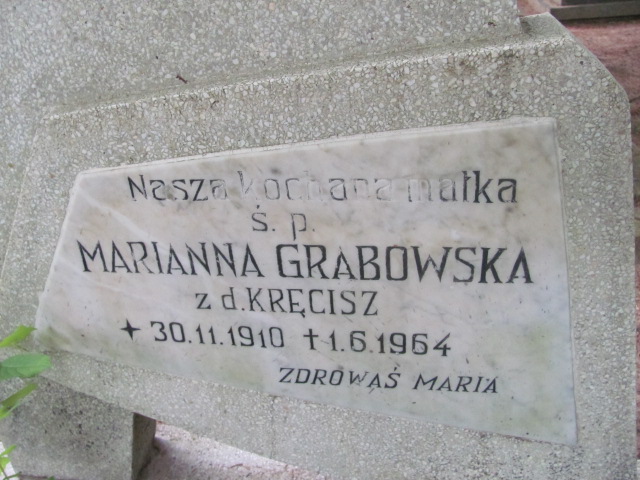 Nasza kochana matka
ś. p.
MARIANNA GRABOWSKA
z d. KRĘCISZ
✦ 30.11.1910 † 1.6.1964
ZDROWAŚ MARIA